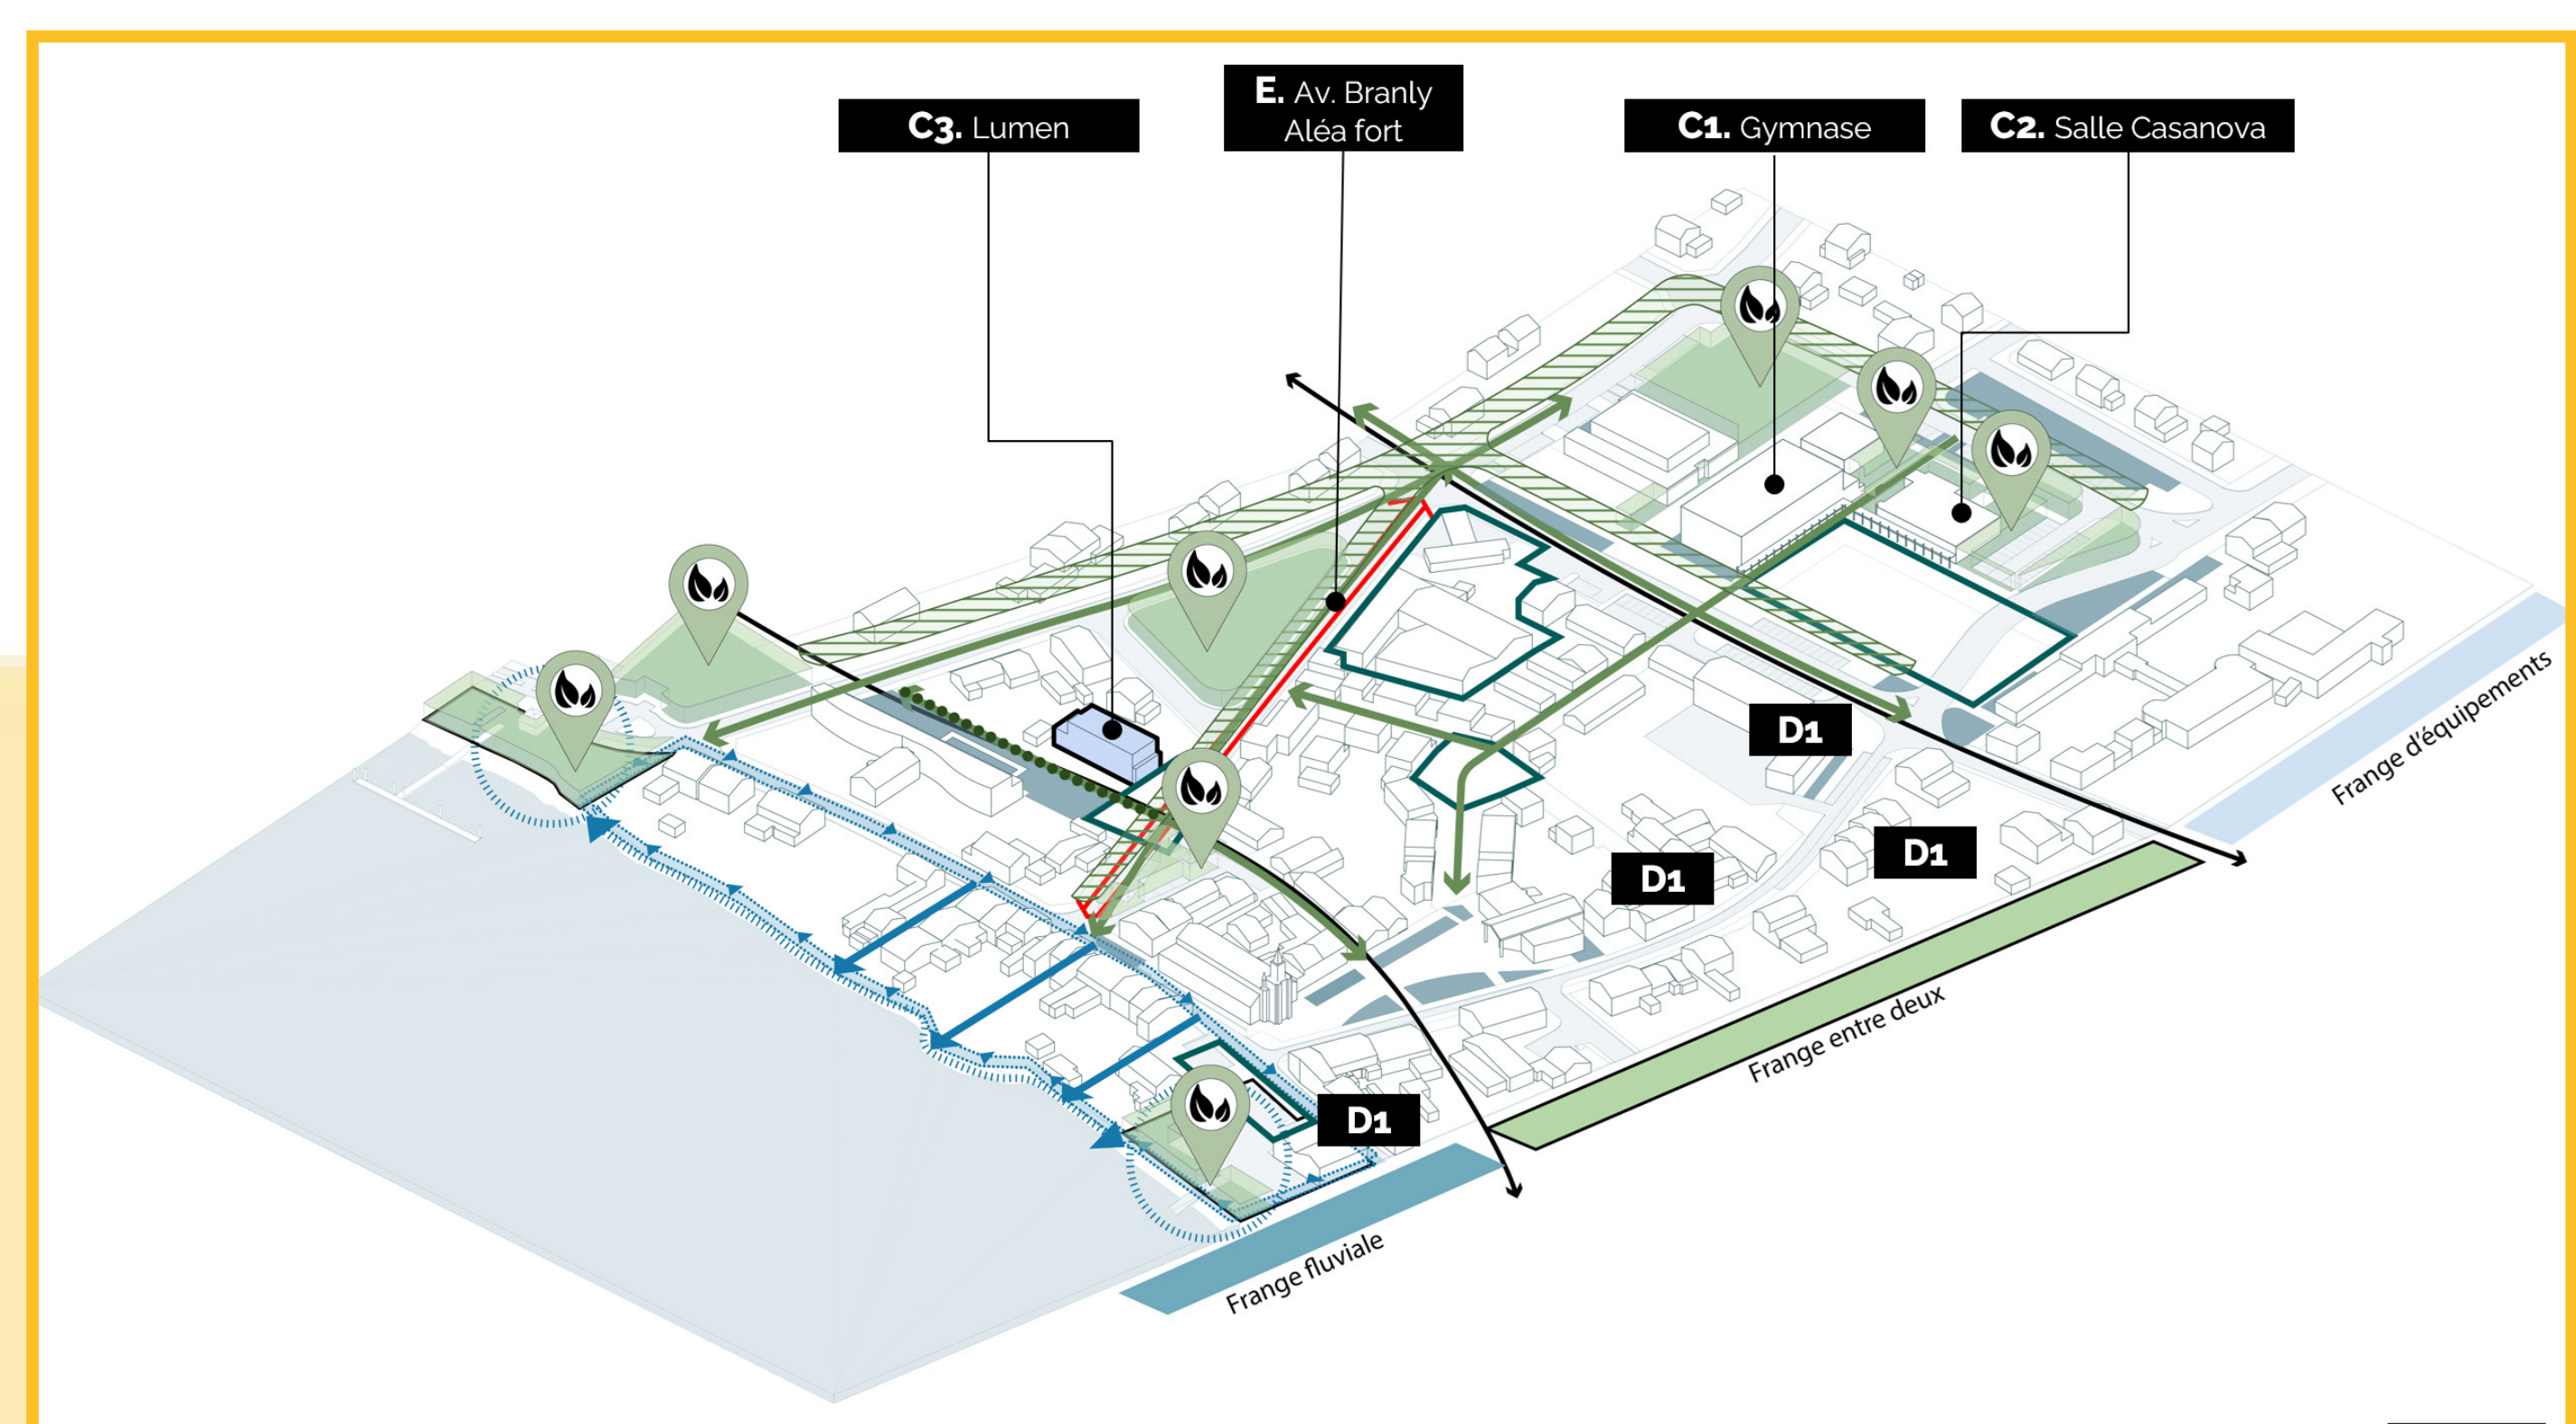 C3. Lumen
E. Av. Branly
Aléa fort
C1. Gymnase
C2. Salle Casanova
D1
D1
D1
D1
Frange d'équipements
Frange entre deux
Frange fluviale